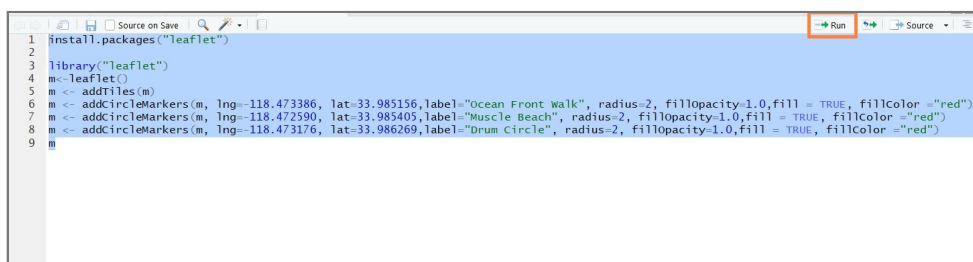 Source on Save Run Source
1 install.packages("leaflet")
2
3 library("leaflet")
4 m<-leaflet()
5 m <- addTiles(m)
6 m <- addCircleMarkers(m, lng=-118.473386, lat=33.985156,label="Ocean Front Walk", radius=2, fillOpacity=1.0,fill = TRUE, fillColor ="red")
7 m <- addCircleMarkers(m, lng=-118.472590, lat=33.985405,label="Muscle Beach", radius=2, fillOpacity=1.0,fill = TRUE, fillColor ="red")
8 m <- addCircleMarkers(m, lng=-118.473176, lat=33.986269,label="Drum Circle", radius=2, fillOpacity=1.0,fill = TRUE, fillColor ="red")
9 m